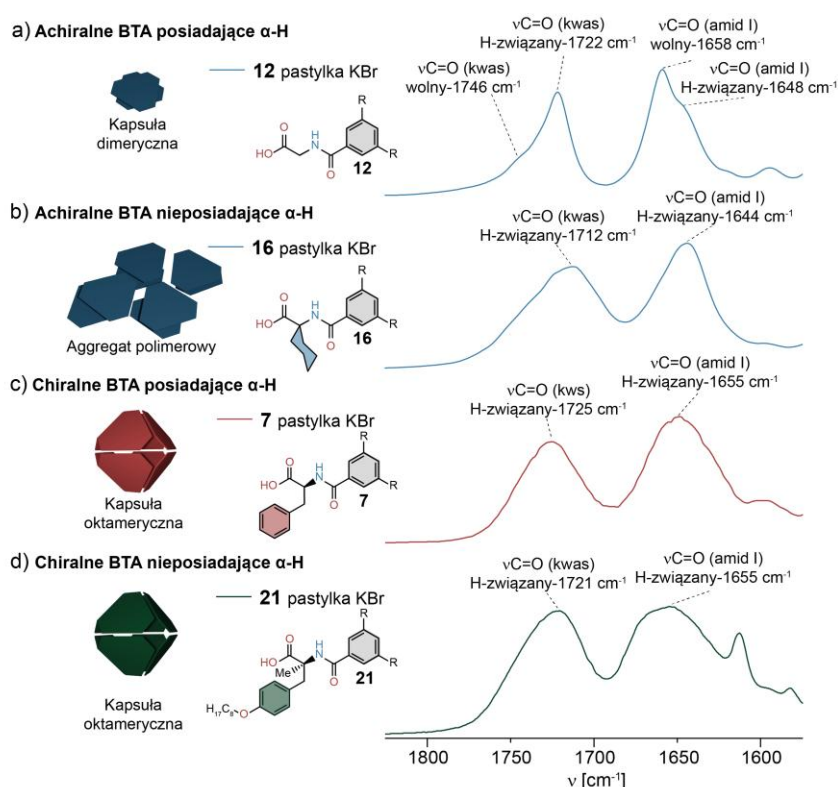 a) Achiralne BTA posiadające α-H
12 pastylka KBr
Kapsuła
dimeryczna
R
O
H
N
HO
O
R
12
νC=O (kwas)
wolny-1746 cm⁻¹
νC=O (kwas)
H-związany-1722 cm⁻¹
νC=O (amid I)
wolny-1658 cm⁻¹
νC=O (amid I)
H-związany-1648 cm⁻¹
b) Achiralne BTA nieposiadające α-H
16 pastylka KBr
Aggregat polimerowy
R
O
H
N
HO
O
R
16
νC=O (kwas)
H-związany-1712 cm⁻¹
νC=O (amid I)
H-związany-1644 cm⁻¹
c) Chiralne BTA posiadające α-H
7 pastylka KBr
Kapsuła
oktameryczna
R
O
H
N
HO
O
R
7
νC=O (kws)
H-związany-1725 cm⁻¹
νC=O (amid I)
H-związany-1655 cm⁻¹
d) Chiralne BTA nieposiadające α-H
21 pastylka KBr
Kapsuła
oktameryczna
R
O
H
N
HO
Me
O
R
21
H₁₇C₈
O
νC=O (kwas)
H-związany-1721 cm⁻¹
νC=O (amid I)
H-związany-1655 cm⁻¹
1800 1750 1700 1650 1600
ν [cm⁻¹]